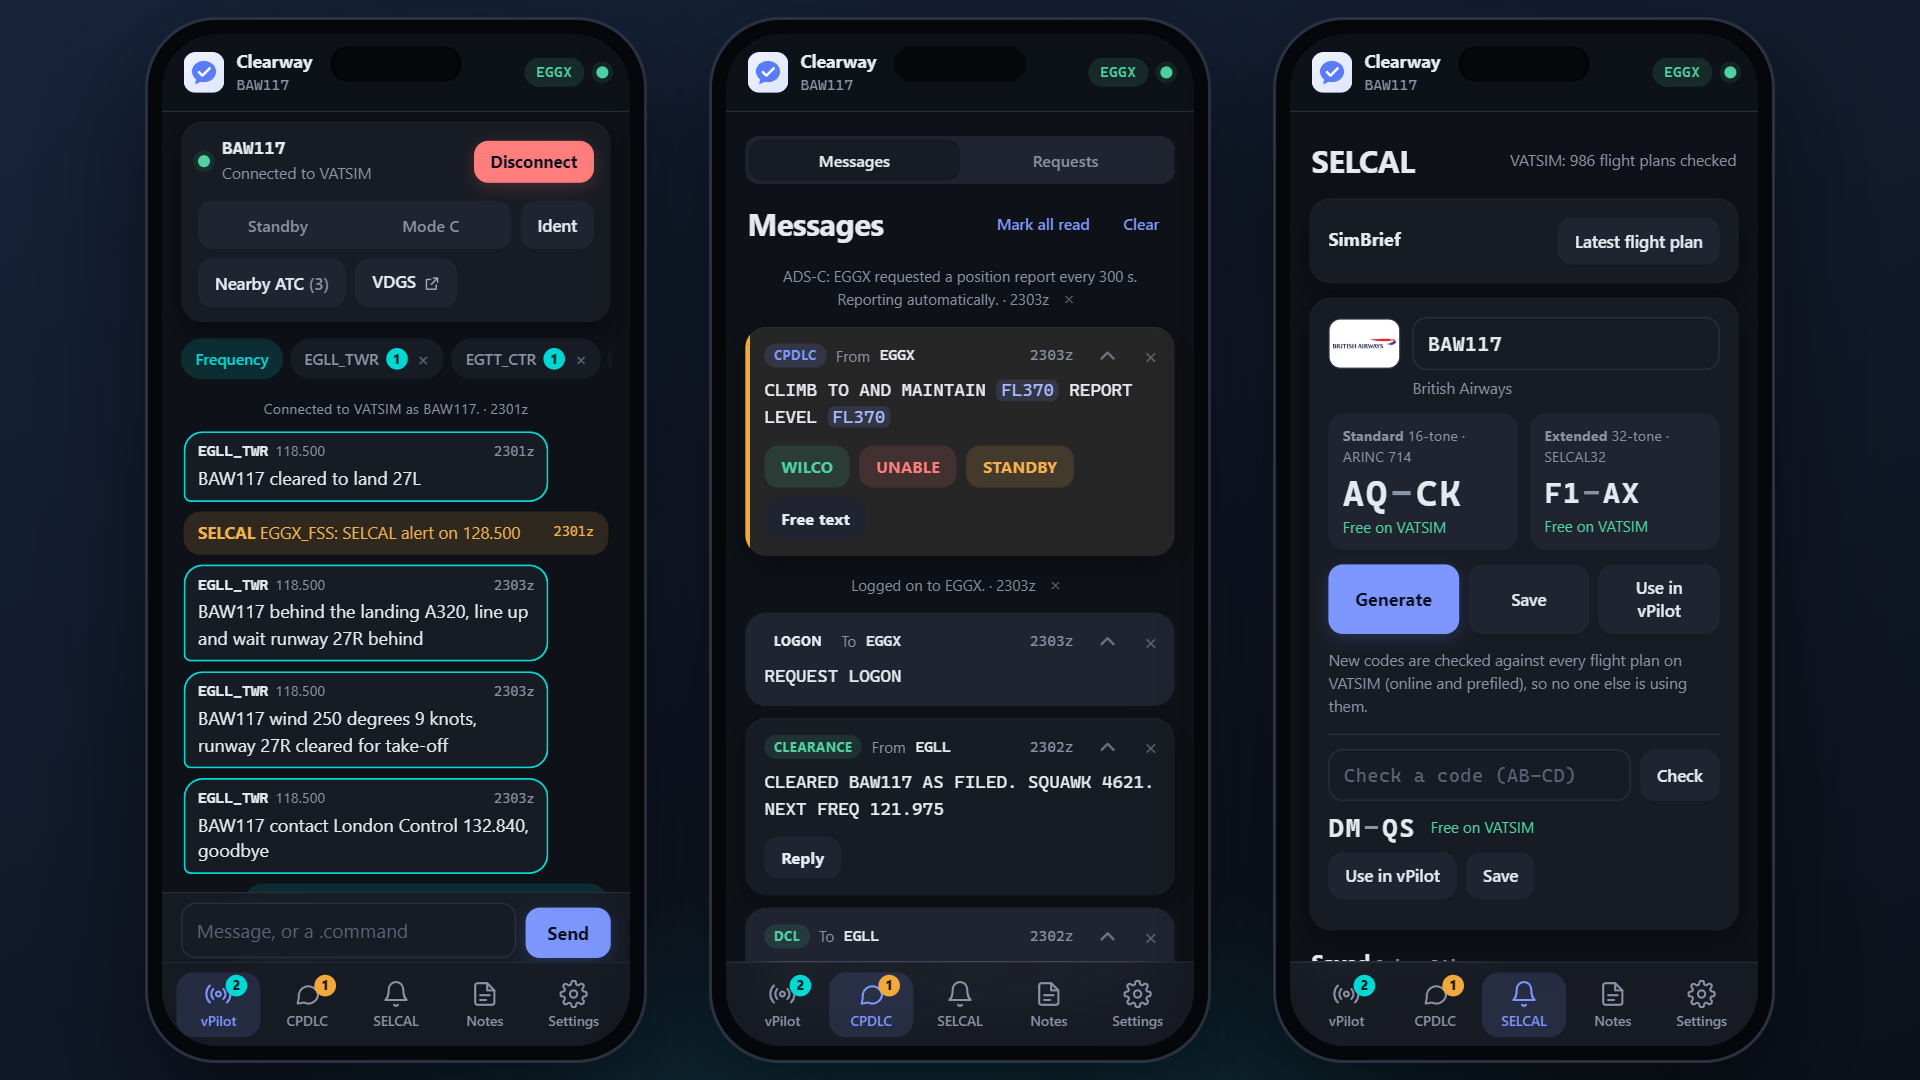 Clearway
BAW117
EGGX
BAW117
Connected to VATSIM
Disconnect
Standby
Mode C
Ident
Nearby ATC (3)
VDGS
Frequency
EGLL_TWR 1 ×
EGTT_CTR 1 ×
Connected to VATSIM as BAW117. · 2301z
EGLL_TWR 118.500 2301z
BAW117 cleared to land 27L
SELCAL EGGX_FSS: SELCAL alert on 128.500 2301z
EGLL_TWR 118.500 2303z
BAW117 behind the landing A320, line up
and wait runway 27R behind
EGLL_TWR 118.500 2303z
BAW117 wind 250 degrees 9 knots,
runway 27R cleared for take-off
EGLL_TWR 118.500 2303z
BAW117 contact London Control 132.840,
goodbye
Message, or a .command
Send
2
1
vPilot
CPDLC
SELCAL
Notes
Settings
Clearway
BAW117
EGGX
Messages
Requests
Messages
Mark all read
Clear
ADS-C: EGGX requested a position report every 300 s.
Reporting automatically. · 2303z ×
CPDLC From EGGX 2303z ×
CLIMB TO AND MAINTAIN FL370 REPORT
LEVEL FL370
WILCO
UNABLE
STANDBY
Free text
Logged on to EGGX. · 2303z ×
LOGON To EGGX 2303z ×
REQUEST LOGON
CLEARANCE From EGLL 2302z ×
CLEARED BAW117 AS FILED. SQUAWK 4621.
NEXT FREQ 121.975
Reply
DCL To EGLL 2302z ×
2
1
vPilot
CPDLC
SELCAL
Notes
Settings
Clearway
BAW117
EGGX
SELCAL
VATSIM: 986 flight plans checked
SimBrief
Latest flight plan
BRITISH AIRWAYS
BAW117
British Airways
Standard 16-tone ·
ARINC 714
AQ-CK
Free on VATSIM
Extended 32-tone ·
SELCAL32
F1-AX
Free on VATSIM
Generate
Save
Use in
vPilot
New codes are checked against every flight plan on
VATSIM (online and prefiled), so no one else is using
them.
Check a code (AB-CD)
Check
DM-QS Free on VATSIM
Use in vPilot
Save
2
1
vPilot
CPDLC
SELCAL
Notes
Settings